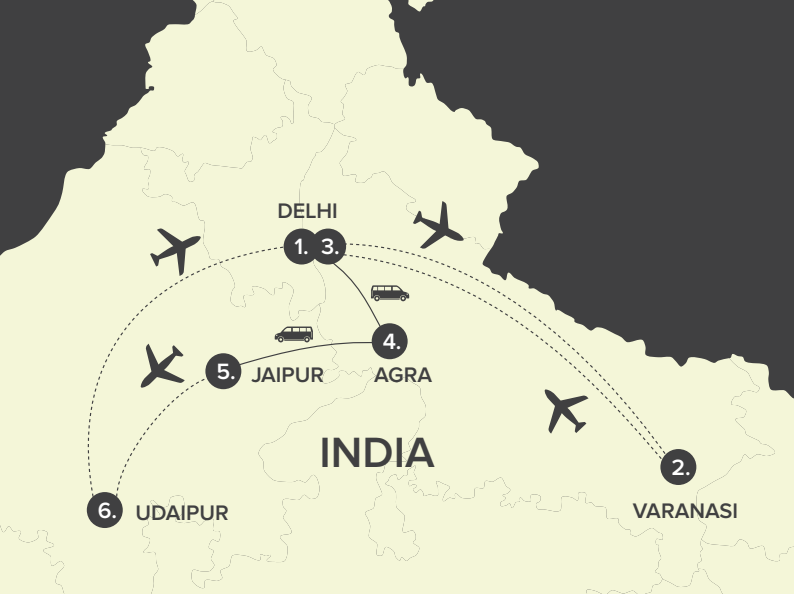 DELHI
1. 3.
4.
5. JAIPUR
AGRA
INDIA
2.
6. UDAIPUR
VARANASI